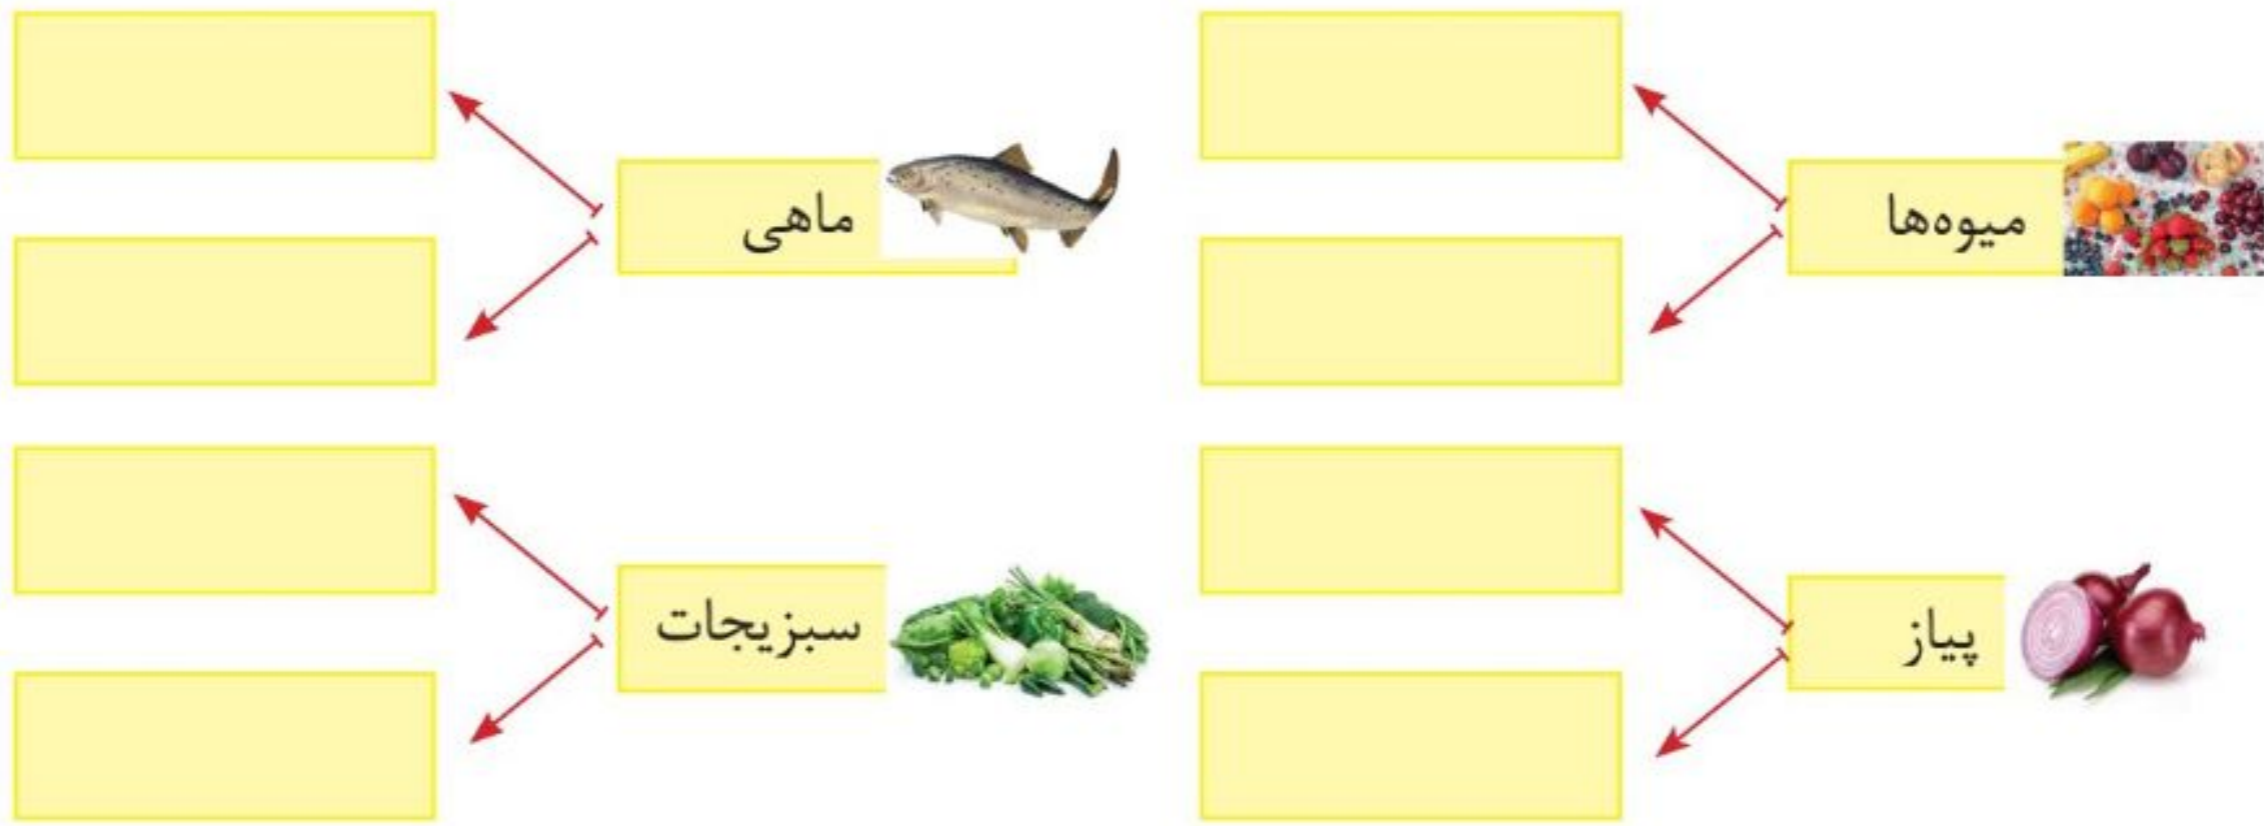 میوه‌ها
ماهی
پیاز
سبزیجات